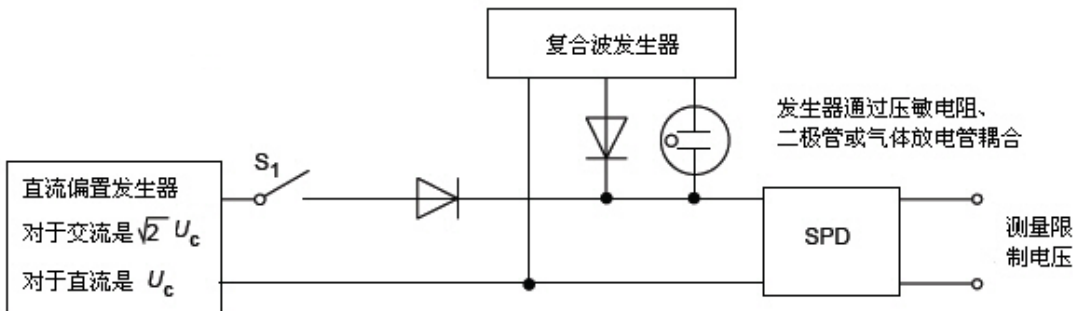 复合波发生器
发生器通过压敏电阻、
二极管或气体放电管耦合
S₁
直流偏置发生器
对于交流是√2 Uc
对于直流是 Uc
SPD
测量限
制电压